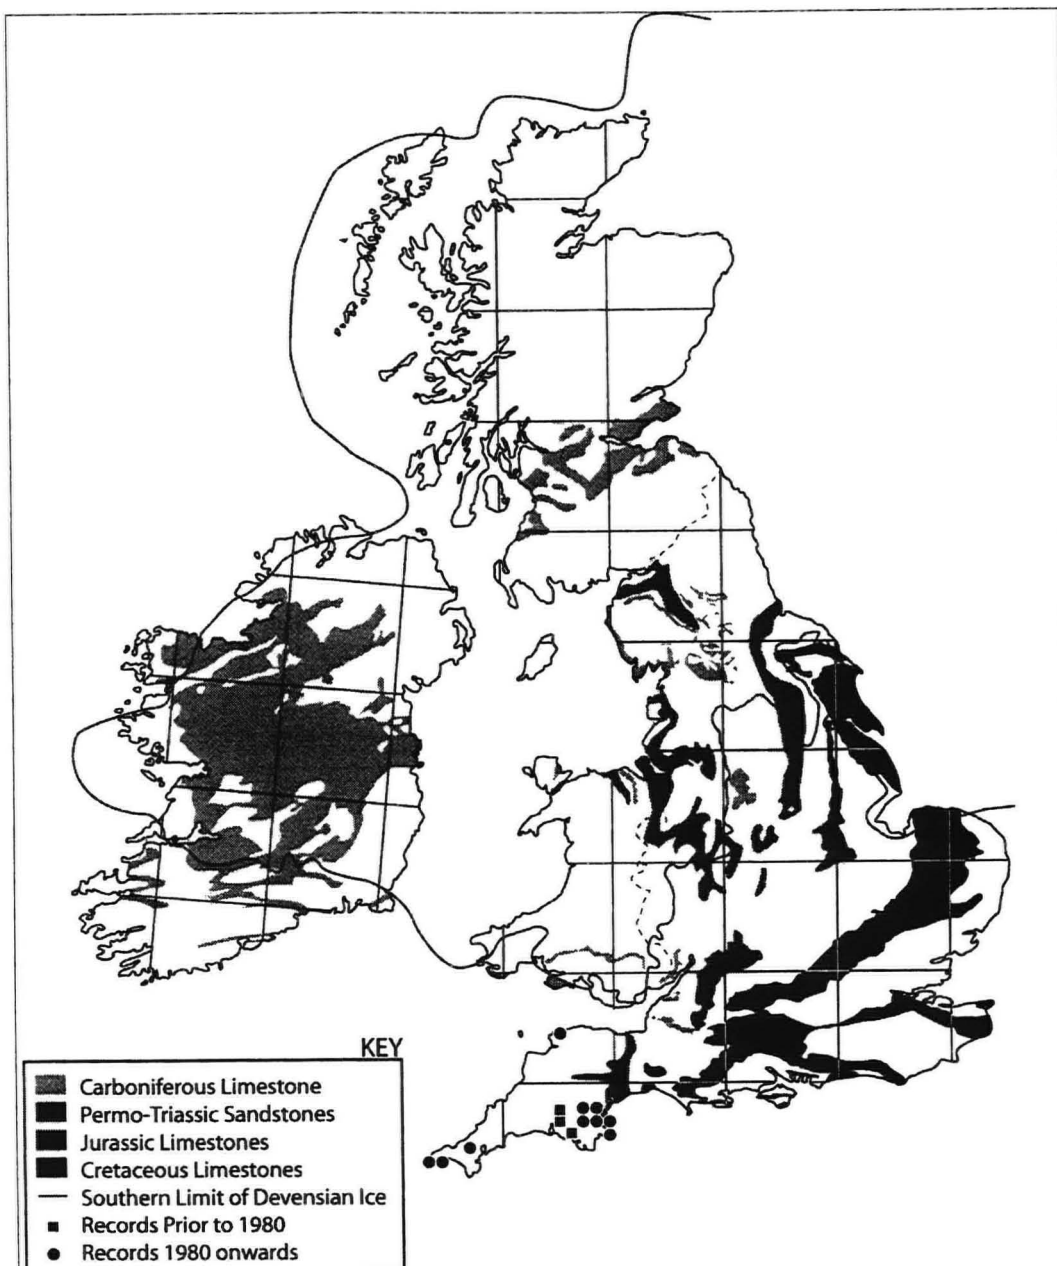 KEY
Carboniferous Limestone
Permo-Triassic Sandstones
Jurassic Limestones
Cretaceous Limestones
Southern Limit of Devensian Ice
Records Prior to 1980
Records 1980 onwards